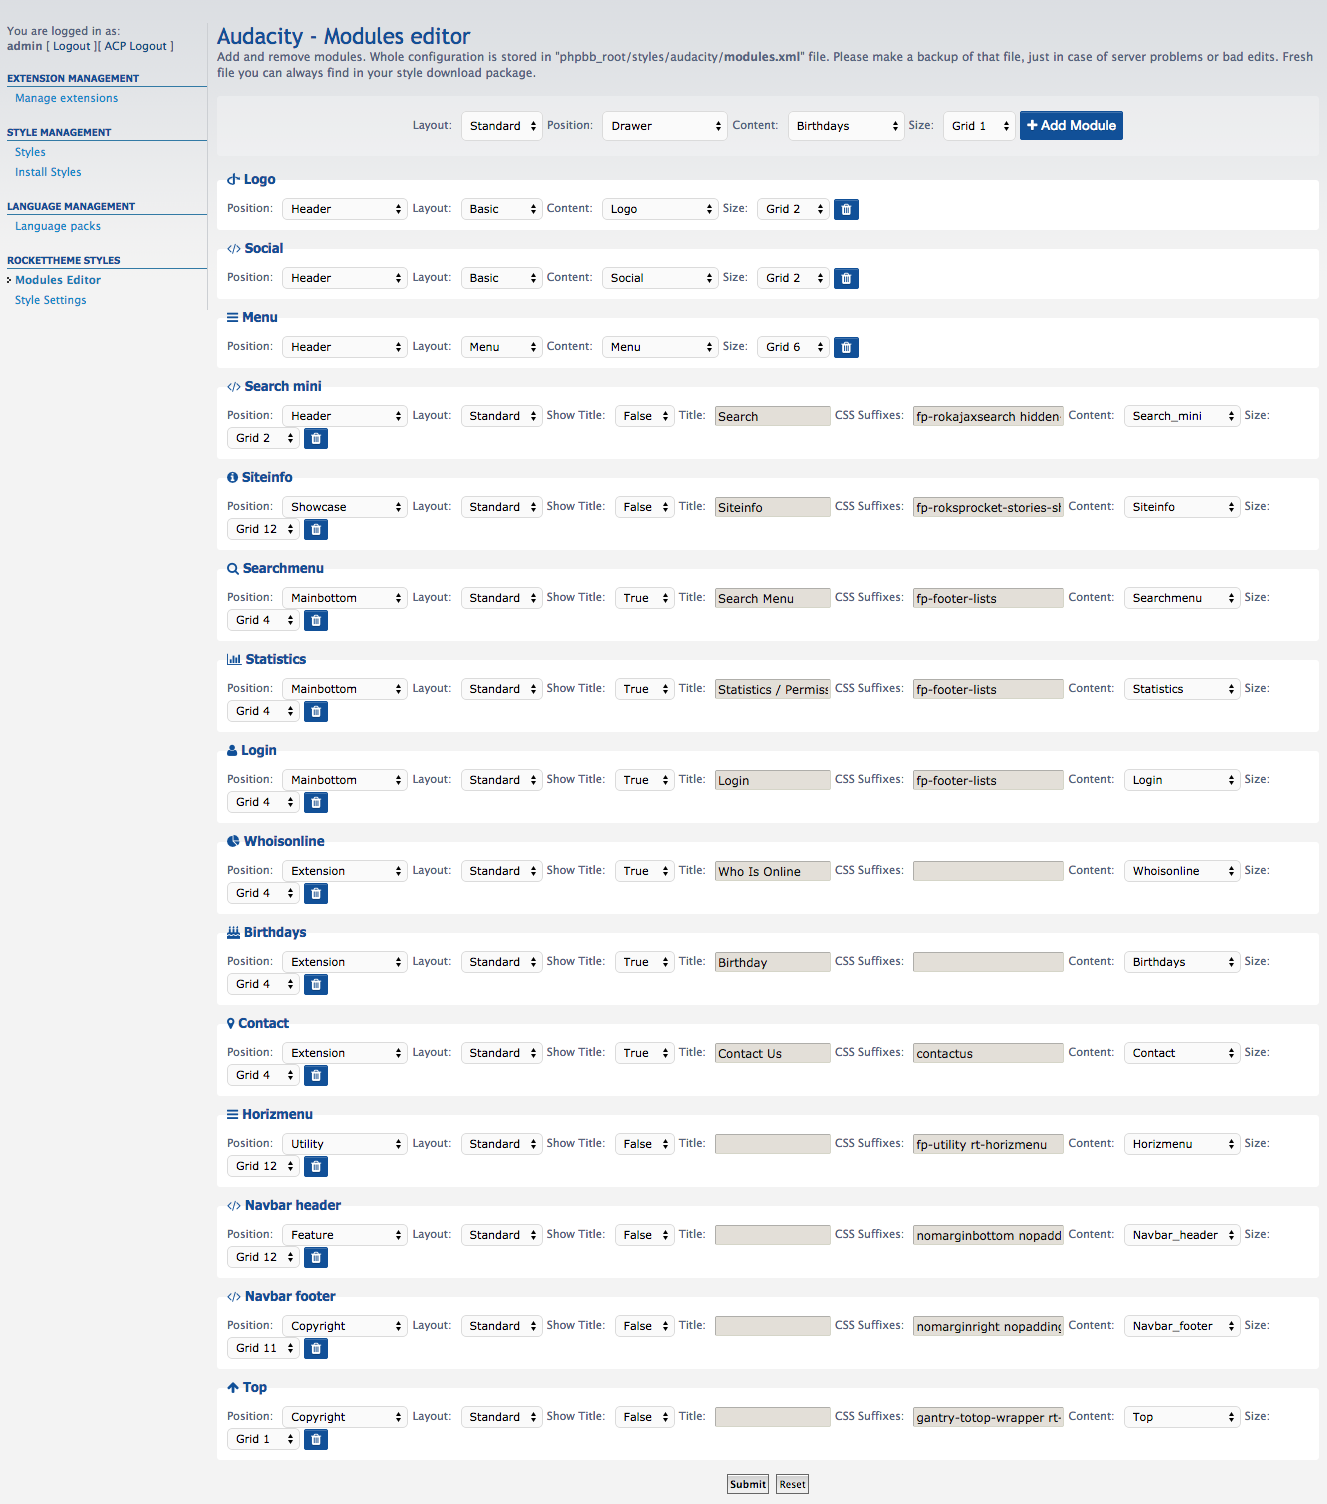 You are logged in as:
admin [ Logout ][ ACP Logout ]
EXTENSION MANAGEMENT
Manage extensions
STYLE MANAGEMENT
Styles
Install Styles
LANGUAGE MANAGEMENT
Language packs
ROCKETTHEME STYLES
Modules Editor
Style Settings
Audacity - Modules editor
Add and remove modules. Whole configuration is stored in "phpbb_root/styles/audacity/modules.xml" file. Please make a backup of that file, just in case of server problems or bad edits. Fresh
file you can always find in your style download package.
Layout: Standard Position: Drawer Content: Birthdays Size: Grid 1 + Add Module
Logo
Position: Header Layout: Basic Content: Logo Size: Grid 2
Social
Position: Header Layout: Basic Content: Social Size: Grid 2
Menu
Position: Header Layout: Menu Content: Menu Size: Grid 6
Search mini
Position: Header Layout: Standard Show Title: False Title: Search CSS Suffixes: fp-rokajaxsearch hidden- Content: Search_mini Size:
Grid 2
Siteinfo
Position: Showcase Layout: Standard Show Title: False Title: Siteinfo CSS Suffixes: fp-roksprocket-stories-sh Content: Siteinfo Size:
Grid 12
Searchmenu
Position: Mainbottom Layout: Standard Show Title: True Title: Search Menu CSS Suffixes: fp-footer-lists Content: Searchmenu Size:
Grid 4
Statistics
Position: Mainbottom Layout: Standard Show Title: True Title: Statistics / Permiss CSS Suffixes: fp-footer-lists Content: Statistics Size:
Grid 4
Login
Position: Mainbottom Layout: Standard Show Title: True Title: Login CSS Suffixes: fp-footer-lists Content: Login Size:
Grid 4
Whoisonline
Position: Extension Layout: Standard Show Title: True Title: Who Is Online CSS Suffixes: Content: Whoisonline Size:
Grid 4
Birthdays
Position: Extension Layout: Standard Show Title: True Title: Birthday CSS Suffixes: Content: Birthdays Size:
Grid 4
Contact
Position: Extension Layout: Standard Show Title: True Title: Contact Us CSS Suffixes: contactus Content: Contact Size:
Grid 4
Horizmenu
Position: Utility Layout: Standard Show Title: False Title: CSS Suffixes: fp-utility rt-horizmenu Content: Horizmenu Size:
Grid 12
Navbar header
Position: Feature Layout: Standard Show Title: False Title: CSS Suffixes: nomarginbottom nopadd Content: Navbar_header Size:
Grid 12
Navbar footer
Position: Copyright Layout: Standard Show Title: False Title: CSS Suffixes: nomarginright nopadding Content: Navbar_footer Size:
Grid 11
Top
Position: Copyright Layout: Standard Show Title: False Title: CSS Suffixes: gantry-totop-wrapper rt- Content: Top Size:
Grid 1
Submit Reset